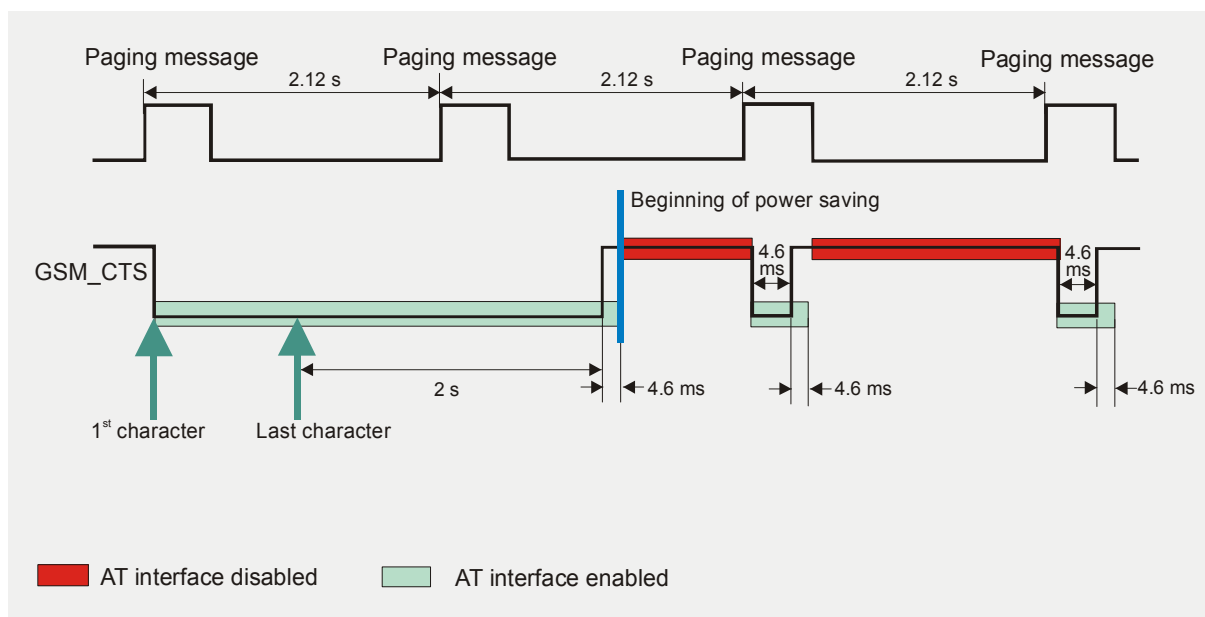 Paging message Paging message Paging message Paging message
2.12 s 2.12 s 2.12 s
Beginning of power saving
GSM_CTS
4.6
ms
4.6
ms
2 s
4.6 ms
4.6 ms
4.6 ms
1st character
Last character
AT interface disabled
AT interface enabled